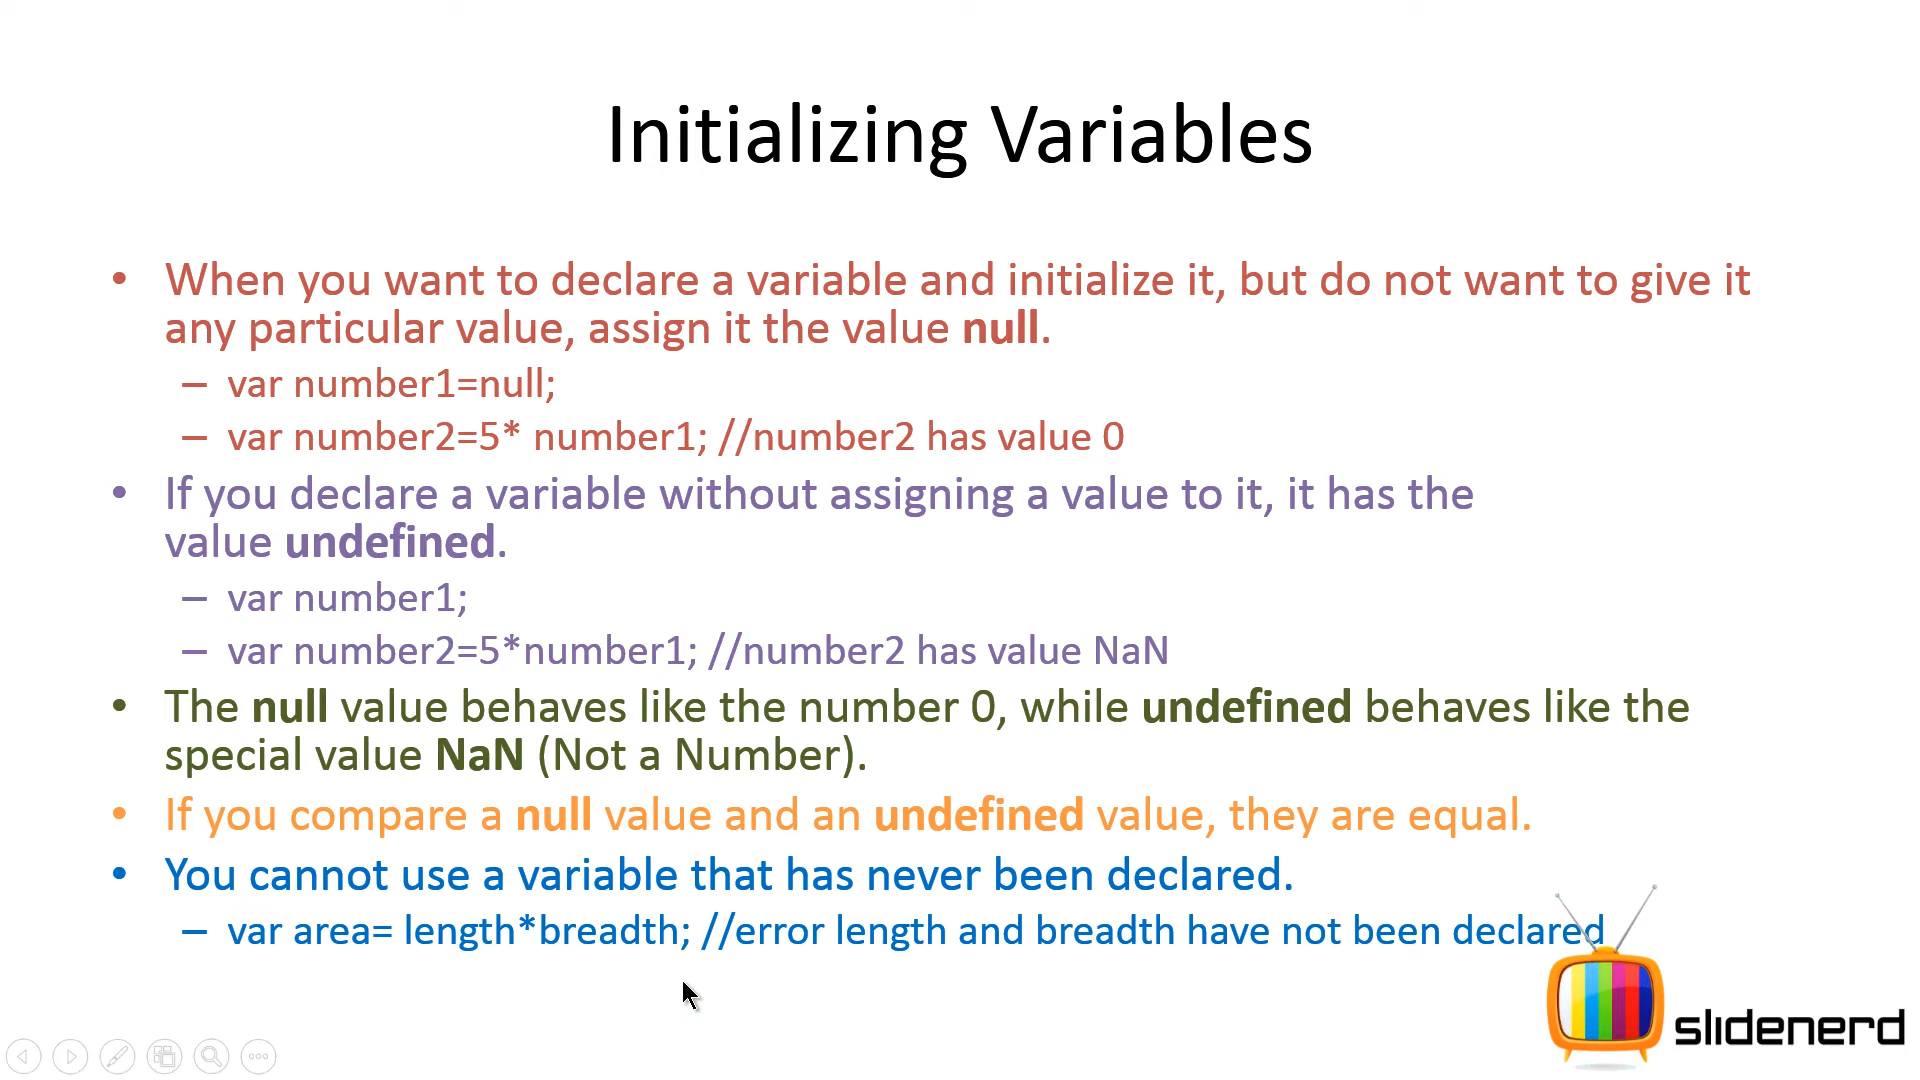 Initializing Variables
• When you want to declare a variable and initialize it, but do not want to give it
any particular value, assign it the value null.
– var number1=null;
– var number2=5* number1; //number2 has value 0
• If you declare a variable without assigning a value to it, it has the
value undefined.
– var number1;
– var number2=5*number1; //number2 has value NaN
• The null value behaves like the number 0, while undefined behaves like the
special value NaN (Not a Number).
• If you compare a null value and an undefined value, they are equal.
• You cannot use a variable that has never been declared.
– var area= length*breadth; //error length and breadth have not been declared
slidenerd